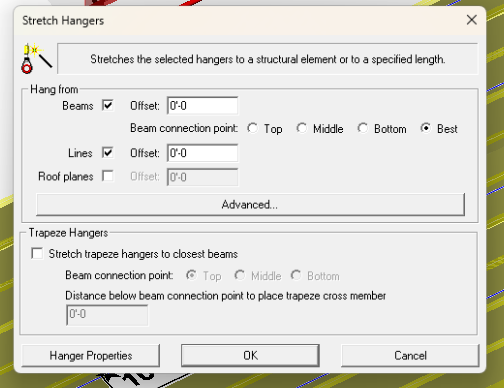 Stretch Hangers
Stretches the selected hangers to a structural element or to a specified length.
Hang from
Beams Offset: 0'-0
Beam connection point: Top Middle Bottom Best
Lines Offset: 0'-0
Roof planes Offset: 0'-0
Advanced...
Trapeze Hangers
Stretch trapeze hangers to closest beams
Beam connection point: Top Middle Bottom
Distance below beam connection point to place trapeze cross member
0'-0
Hanger Properties OK Cancel